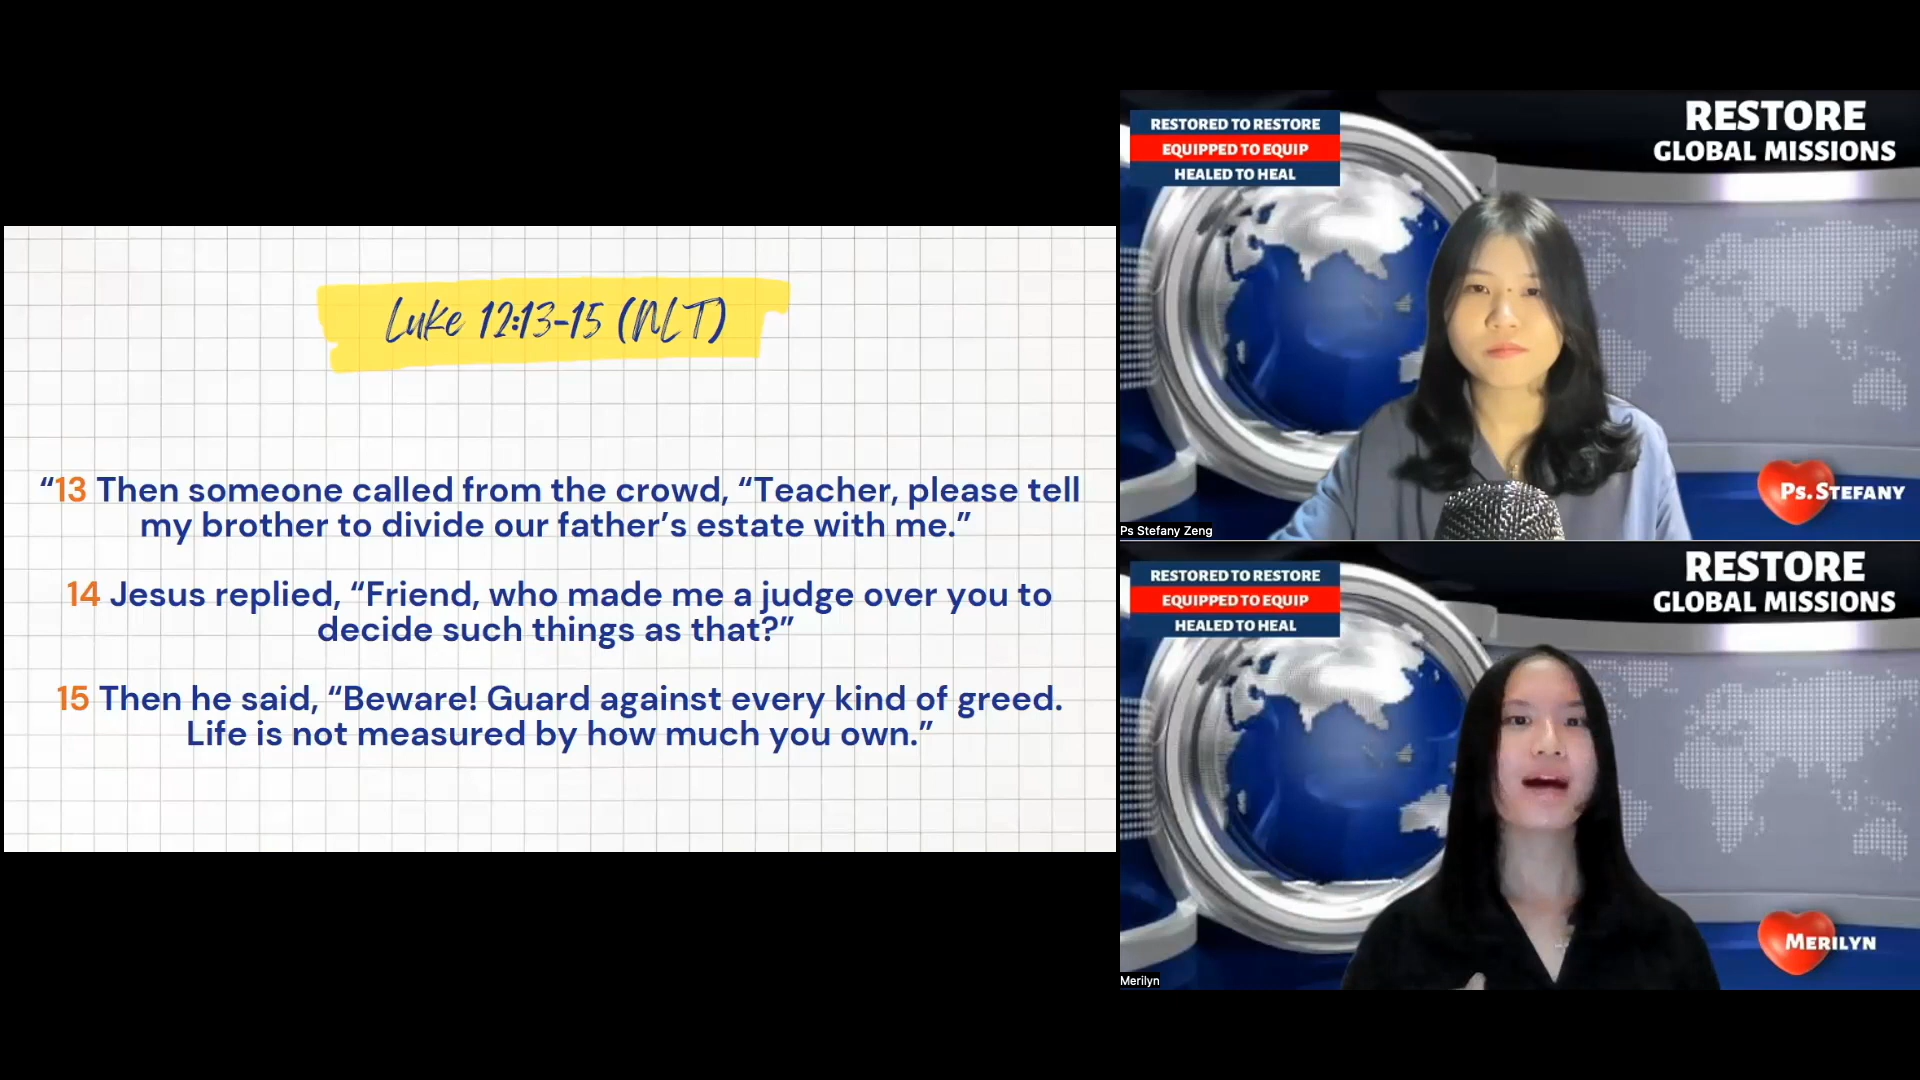 Luke 12:13-15 (NLT)
“13 Then someone called from the crowd, “Teacher, please tell
my brother to divide our father’s estate with me.”
14 Jesus replied, “Friend, who made me a judge over you to
decide such things as that?”
15 Then he said, “Beware! Guard against every kind of greed.
Life is not measured by how much you own.”
RESTORED TO RESTORE
EQUIPPED TO EQUIP
HEALED TO HEAL
RESTORE
GLOBAL MISSIONS
Ps. Stefany
Ps Stefany Zeng
RESTORED TO RESTORE
EQUIPPED TO EQUIP
HEALED TO HEAL
RESTORE
GLOBAL MISSIONS
Merilyn
Merilyn